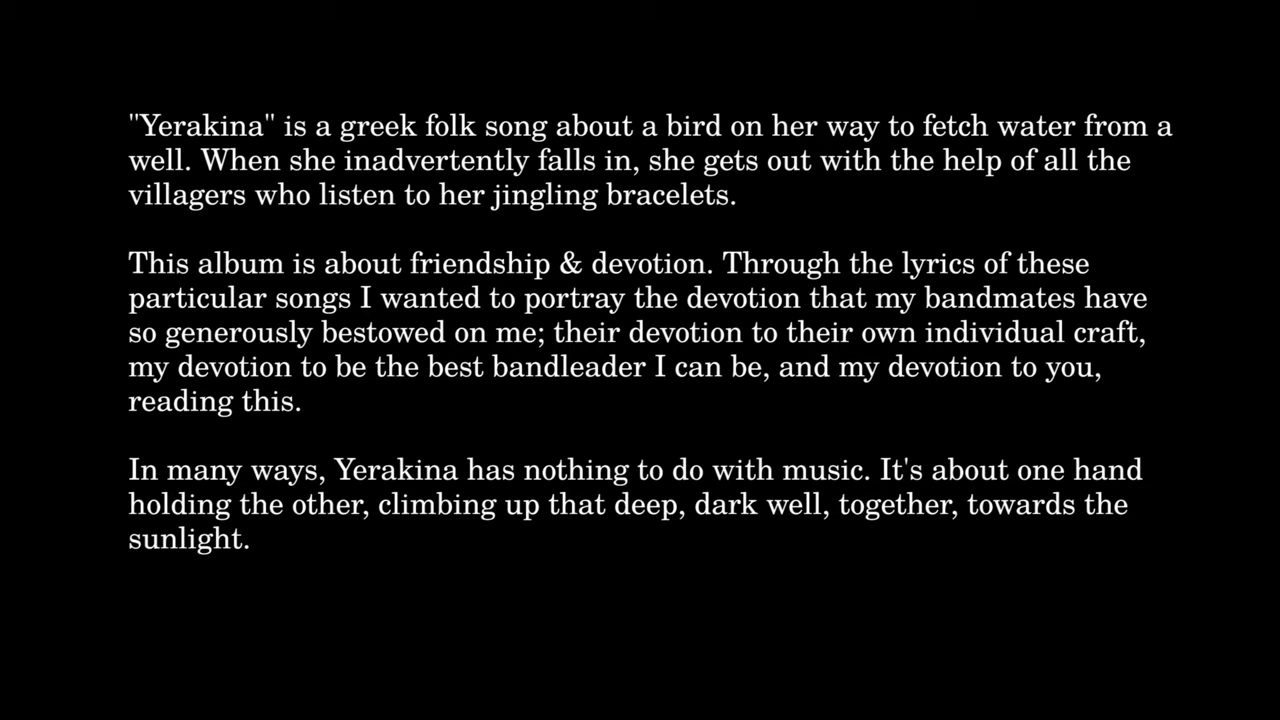 "Yerakina" is a greek folk song about a bird on her way to fetch water from a
well. When she inadvertently falls in, she gets out with the help of all the
villagers who listen to her jingling bracelets.
This album is about friendship & devotion. Through the lyrics of these
particular songs I wanted to portray the devotion that my bandmates have
so generously bestowed on me; their devotion to their own individual craft,
my devotion to be the best bandleader I can be, and my devotion to you,
reading this.
In many ways, Yerakina has nothing to do with music. It's about one hand
holding the other, climbing up that deep, dark well, together, towards the
sunlight.